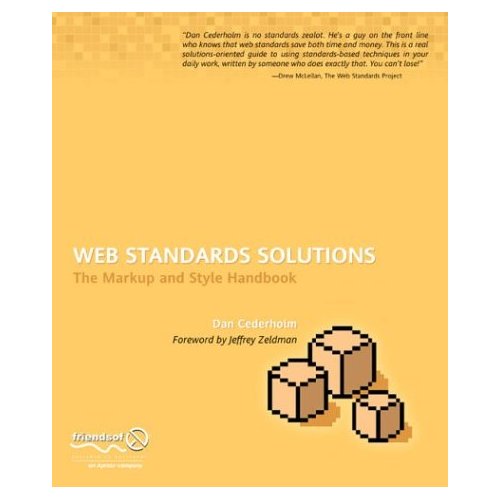 "Dan Cederholm is no standards zealot. He's a guy on the front line
who knows that web standards save both time and money. This is a real
solutions-oriented guide to using standards-based techniques in your
daily work, written by someone who does exactly that. You can't lose!"
—Drew McLellan, The Web Standards Project
WEB STANDARDS SOLUTIONS
The Markup and Style Handbook
Dan Cederholm
Foreword by Jeffrey Zeldman
friendsof
an Apress company